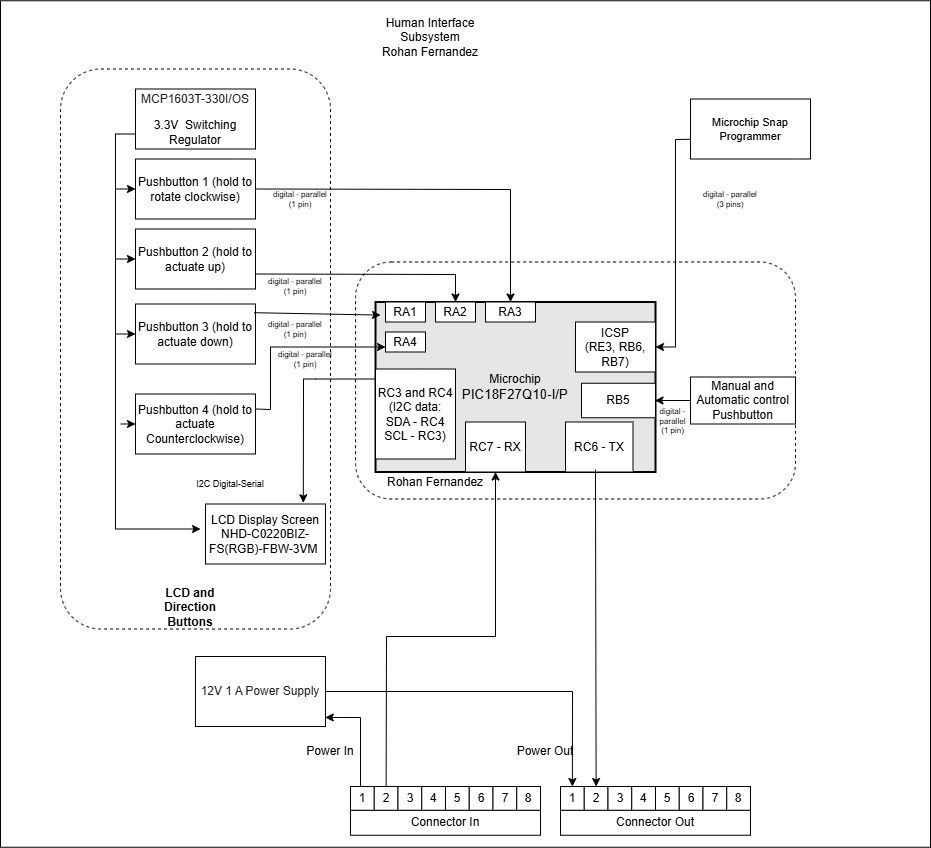 Human Interface
Subsystem
Rohan Fernandez
MCP1603T-330I/OS
3.3V Switching
Regulator
Pushbutton 1 (hold to
rotate clockwise)
digital - parallel
(1 pin)
Pushbutton 2 (hold to
actuate up)
digital - parallel
(1 pin)
Pushbutton 3 (hold to
actuate down)
digital - parallel
(1 pin)
digital - parallel
(1 pin)
Pushbutton 4 (hold to
actuate
Counterclockwise)
I2C Digital-Serial
LCD Display Screen
NHD-C0220BIZ-
FS(RGB)-FBW-3VM
LCD and
Direction
Buttons
Microchip Snap
Programmer
digital - parallel
(3 pins)
RA1
RA2
RA3
RA4
ICSP
(RE3, RB6,
RB7)
Microchip
PIC18F27Q10-I/P
RC3 and RC4
(I2C data:
SDA - RC4
SCL - RC3)
RB5
RC7 - RX
RC6 - TX
Rohan Fernandez
Manual and
Automatic control
Pushbutton
digital -
parallel
(1 pin)
12V 1 A Power Supply
Power In
Power Out
1 2 3 4 5 6 7 8
Connector In
1 2 3 4 5 6 7 8
Connector Out